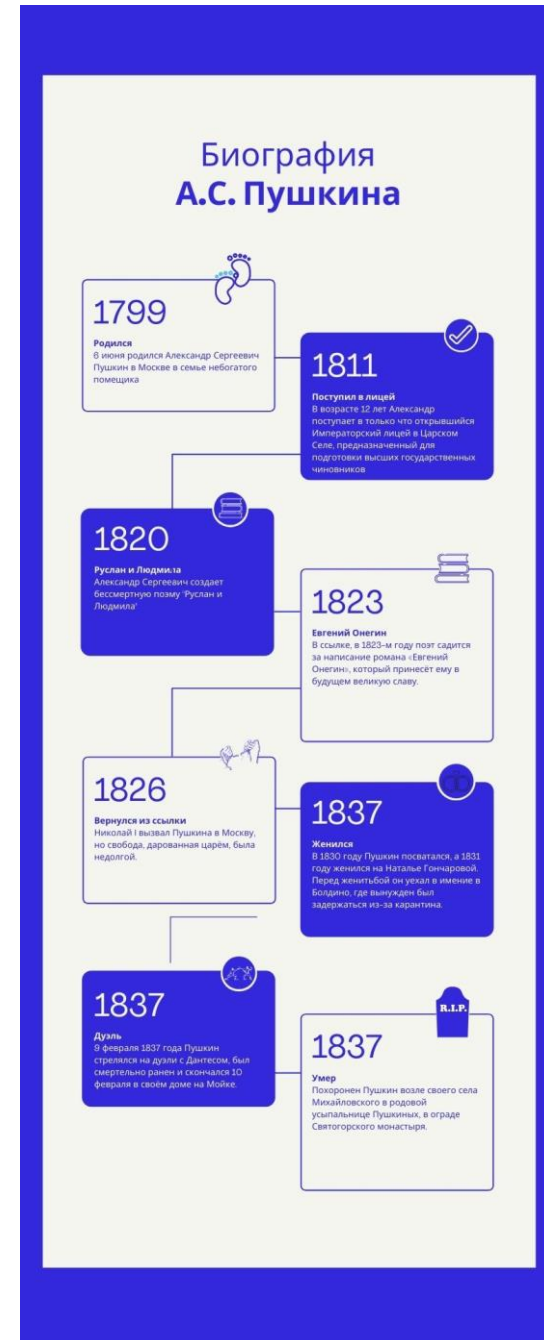 Биография
А.С. Пушкина
1799
Родился
6 июня родился Александр Сергеевич
Пушкин в Москве в семье небогатого
помещика
1811
Поступил в лицей
В возрасте 12 лет Александр
поступает в только что открывшийся
Императорский лицей в Царском
Селе, предназначенный для
подготовки высших государственных
чиновников
1820
Руслан и Людмила
Александр Сергеевич создает
бессмертную поэму "Руслан и
Людмила"
1823
Евгений Онегин
В ссылке, в 1823-м году поэт садится
за написание романа «Евгений
Онегин», который принесёт ему в
будущем великую славу.
1826
Вернулся из ссылки
Николай I вызвал Пушкина в Москву,
но свобода, дарованная царём, была
недолгой.
1837
Женился
В 1830 году Пушкин посватался, а 1831
году женился на Наталье Гончаровой.
Перед женитьбой он уехал в имение в
Болдино, где вынужден был
задержаться из-за карантина.
1837
Дуэль
9 февраля 1837 года Пушкин
стрелялся на дуэли с Дантесом, был
смертельно ранен и скончался 10
февраля в своём доме на Мойке.
R.I.P.
1837
Умер
Похоронен Пушкин возле своего села
Михайловского в родовой
усыпальнице Пушкиных, в ограде
Святогорского монастыря.